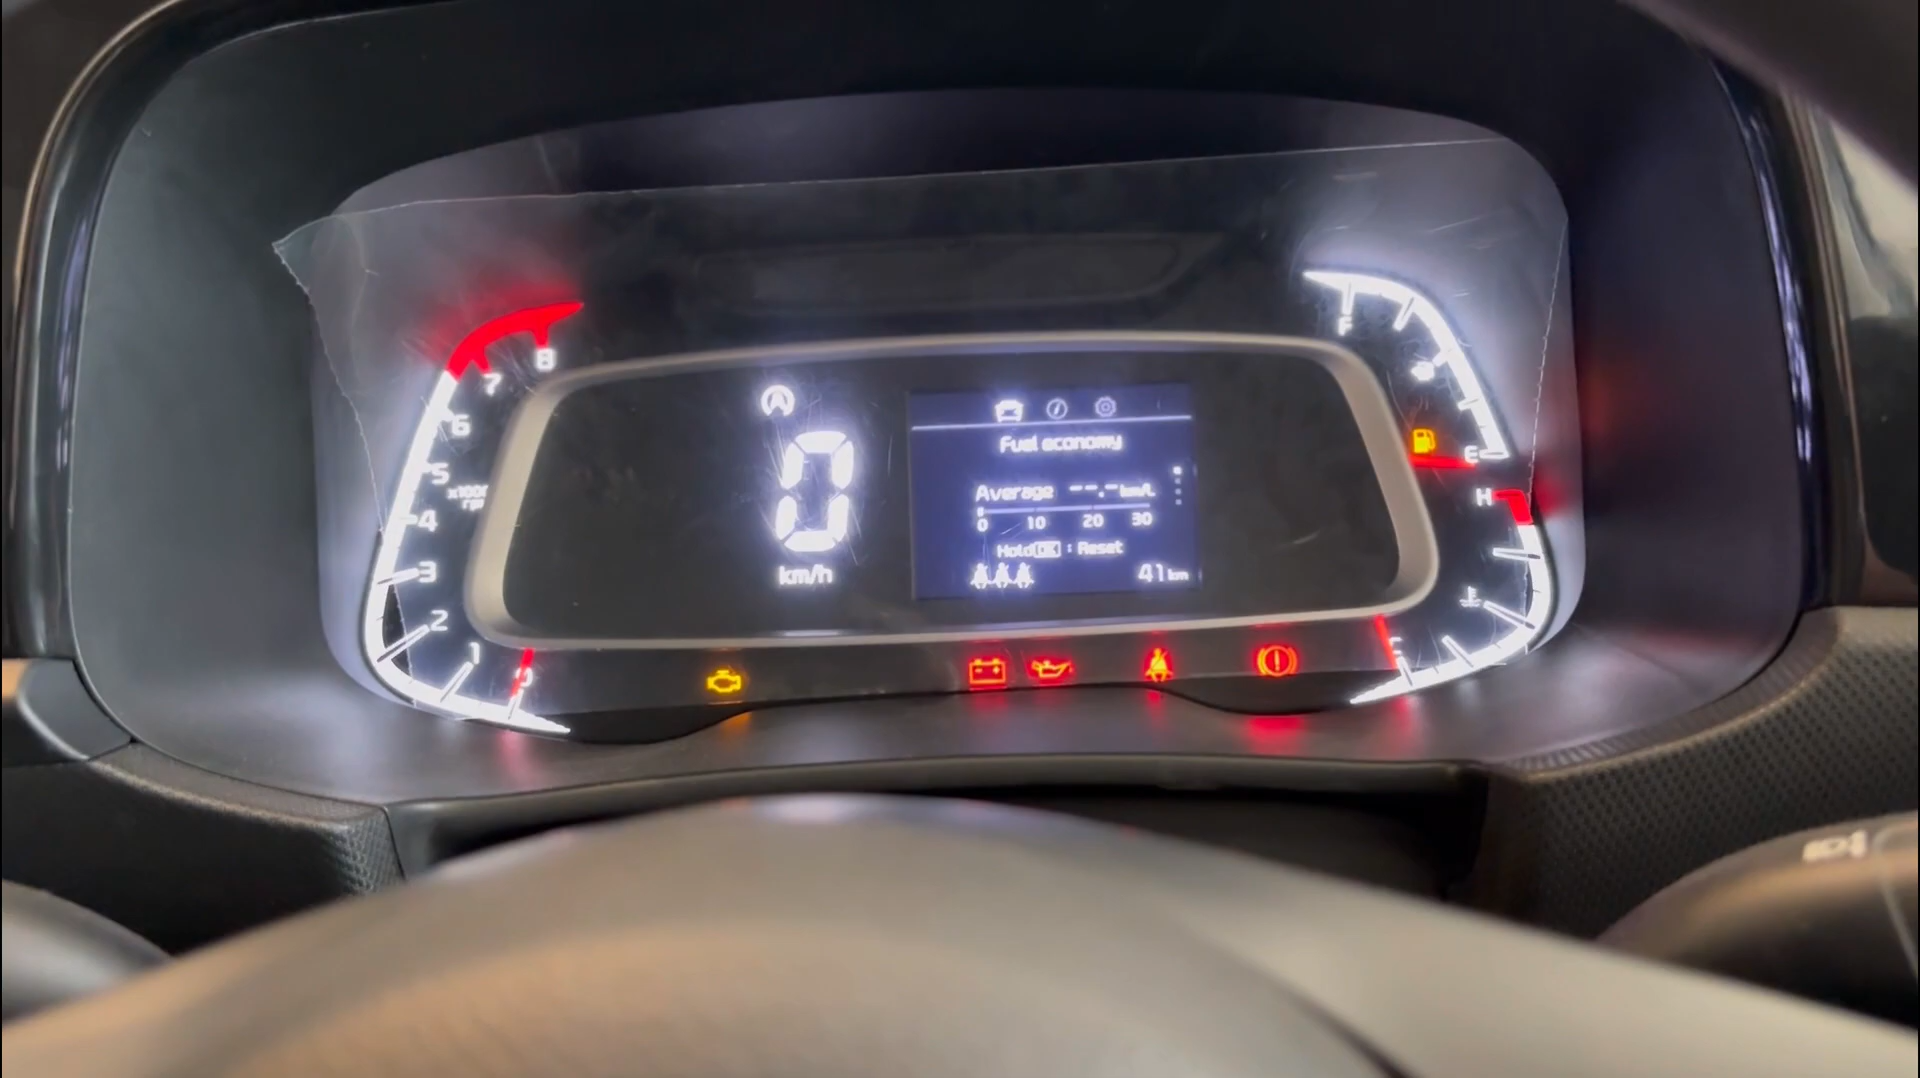 8
7
6
5
x1000
rpm
4
3
2
1
0
km/h
Fuel economy
Average --.- km/L
0 10 20 30
Hold OK : Reset
41 km
F
E
H
C